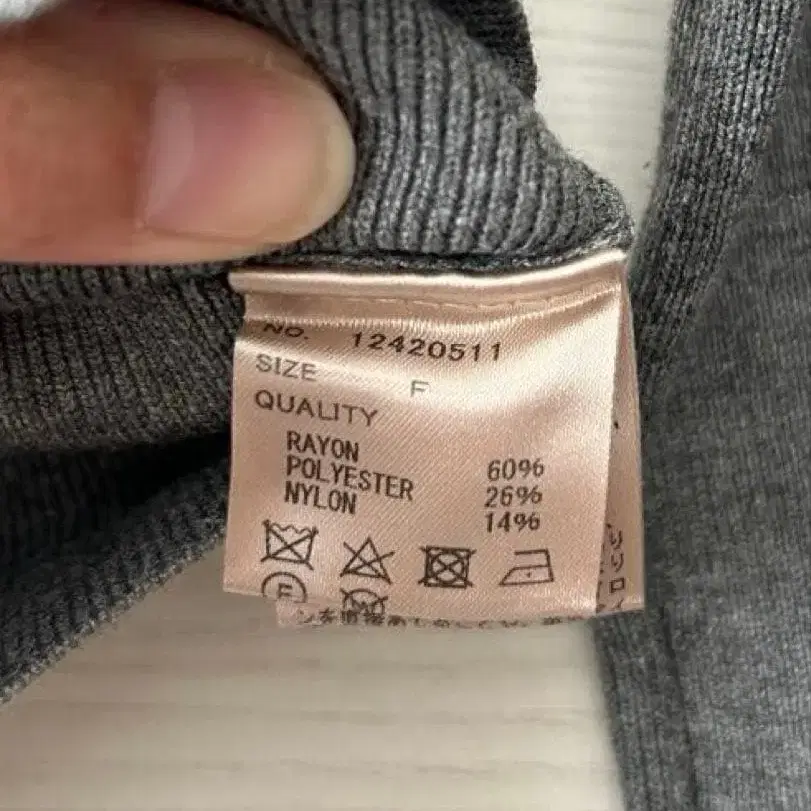 NO. 12420511
SIZE F
QUALITY
RAYON 60%
POLYESTER 26%
NYLON 14%
F W